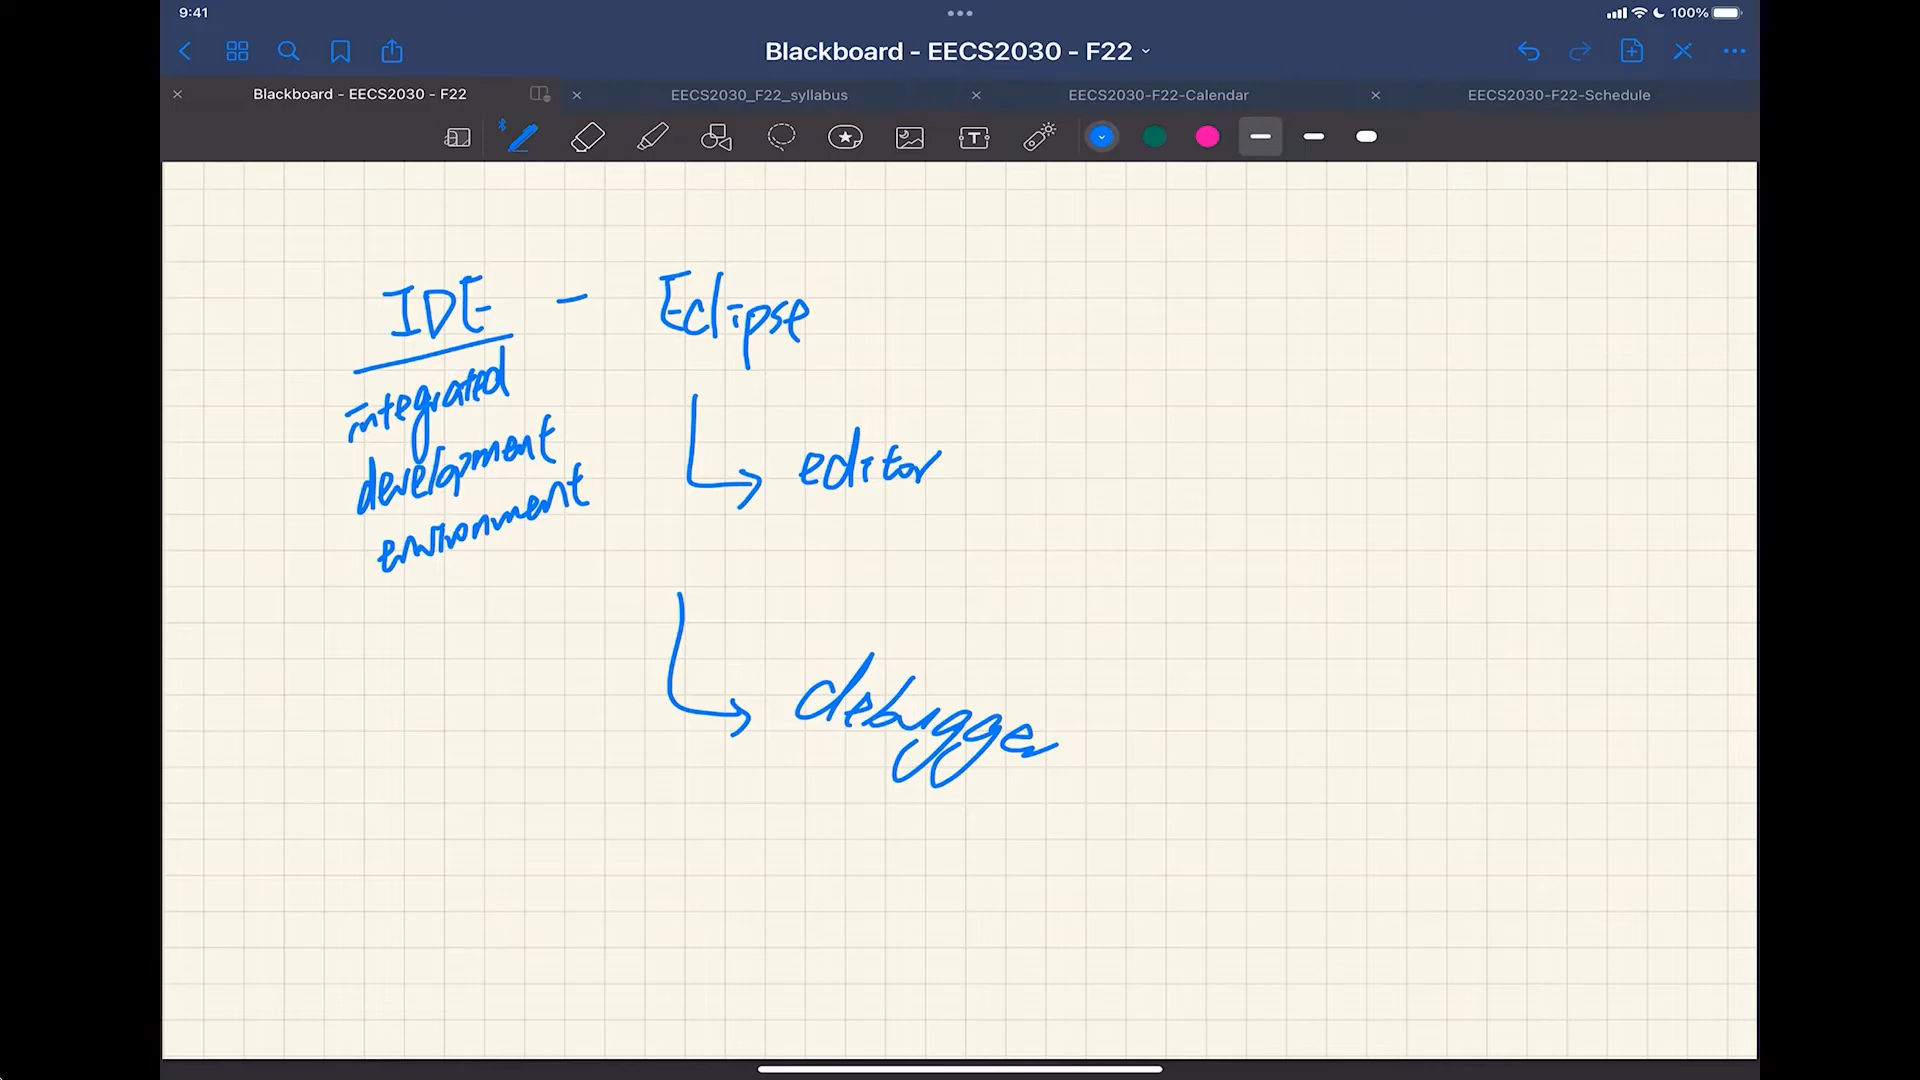 9:41
100%
Blackboard - EECS2030 - F22
Blackboard - EECS2030 - F22
EECS2030_F22_syllabus
EECS2030-F22-Calendar
EECS2030-F22-Schedule
T
IDE - Eclipse
integrated
development
environment
editor
debugger